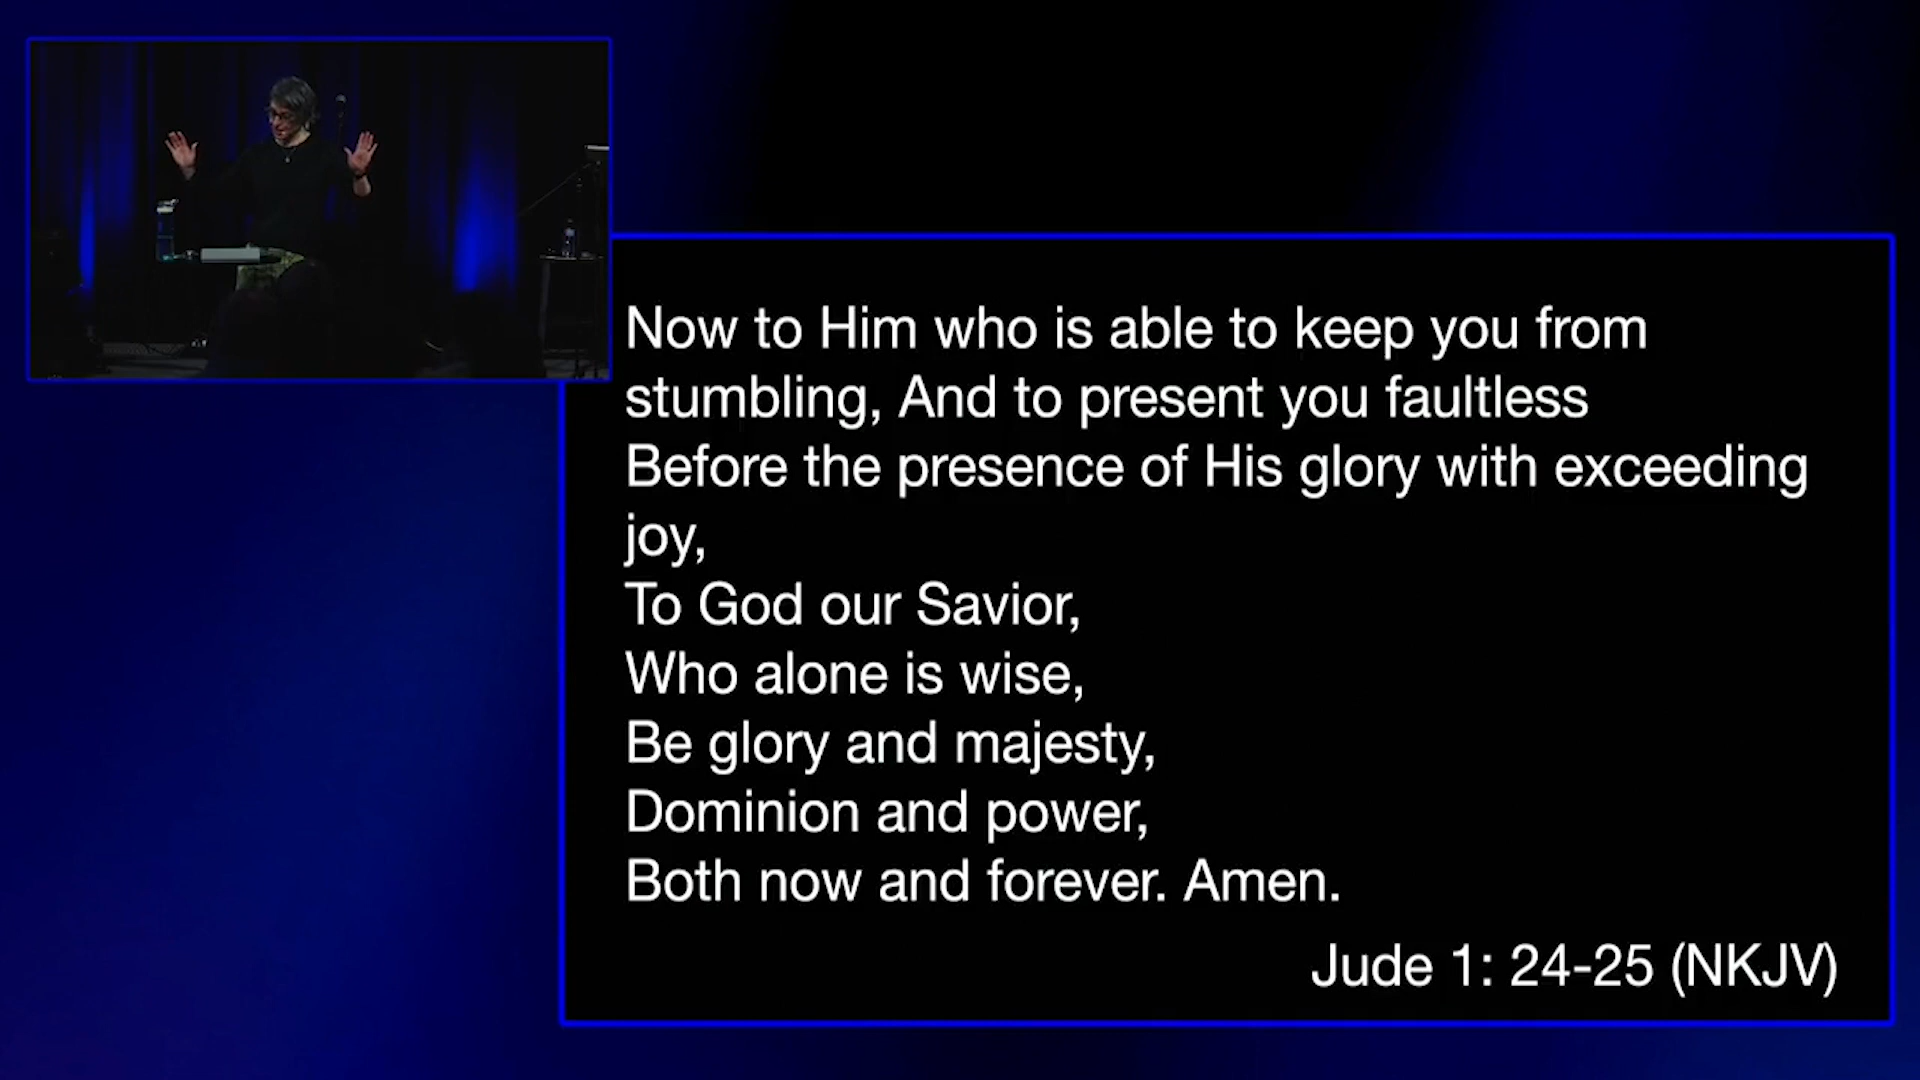 Now to Him who is able to keep you from
stumbling, And to present you faultless
Before the presence of His glory with exceeding
joy,
To God our Savior,
Who alone is wise,
Be glory and majesty,
Dominion and power,
Both now and forever. Amen.
Jude 1: 24-25 (NKJV)